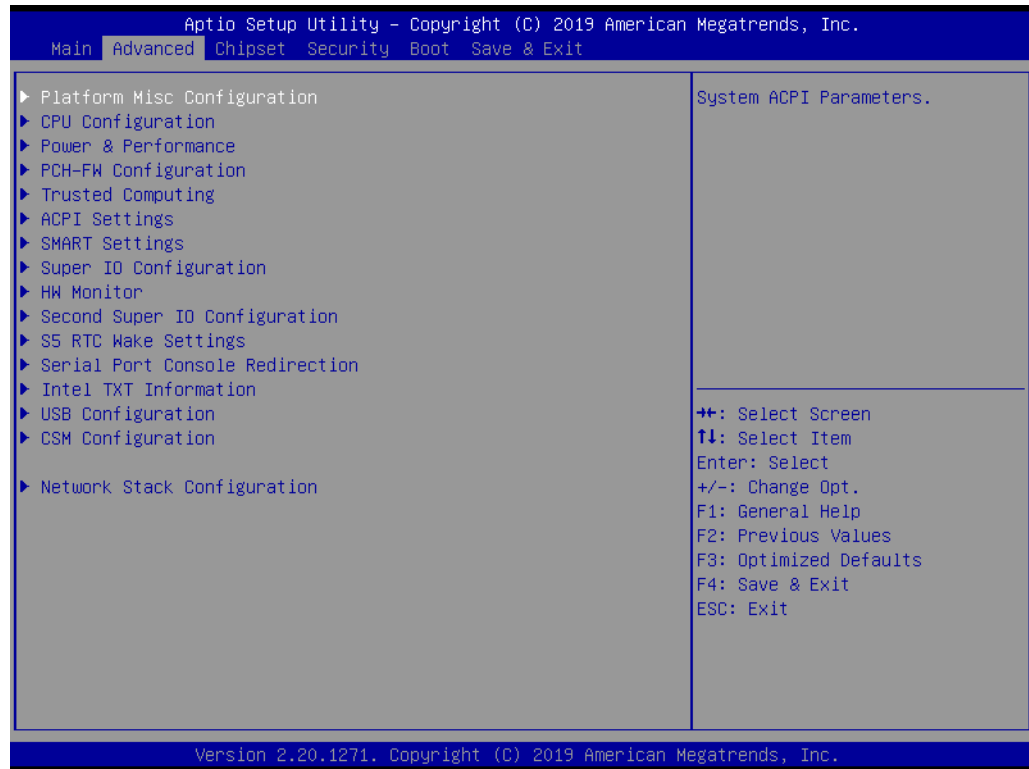 Aptio Setup Utility – Copyright (C) 2019 American Megatrends, Inc.
Main Advanced Chipset Security Boot Save & Exit
▶ Platform Misc Configuration
▶ CPU Configuration
▶ Power & Performance
▶ PCH-FW Configuration
▶ Trusted Computing
▶ ACPI Settings
▶ SMART Settings
▶ Super IO Configuration
▶ HW Monitor
▶ Second Super IO Configuration
▶ S5 RTC Wake Settings
▶ Serial Port Console Redirection
▶ Intel TXT Information
▶ USB Configuration
▶ CSM Configuration
▶ Network Stack Configuration
System ACPI Parameters.
→←: Select Screen
↑↓: Select Item
Enter: Select
+/-: Change Opt.
F1: General Help
F2: Previous Values
F3: Optimized Defaults
F4: Save & Exit
ESC: Exit
Version 2.20.1271. Copyright (C) 2019 American Megatrends, Inc.